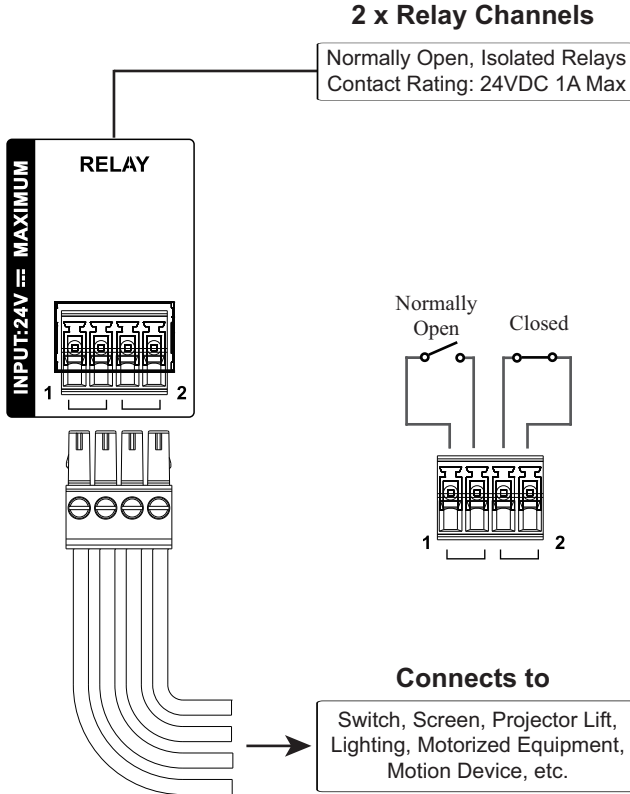 2 x Relay Channels
Normally Open, Isolated Relays
Contact Rating: 24VDC 1A Max
RELAY
INPUT:24V ⎓ MAXIMUM
1
2
Normally
Open
Closed
1
2
Connects to
Switch, Screen, Projector Lift,
Lighting, Motorized Equipment,
Motion Device, etc.